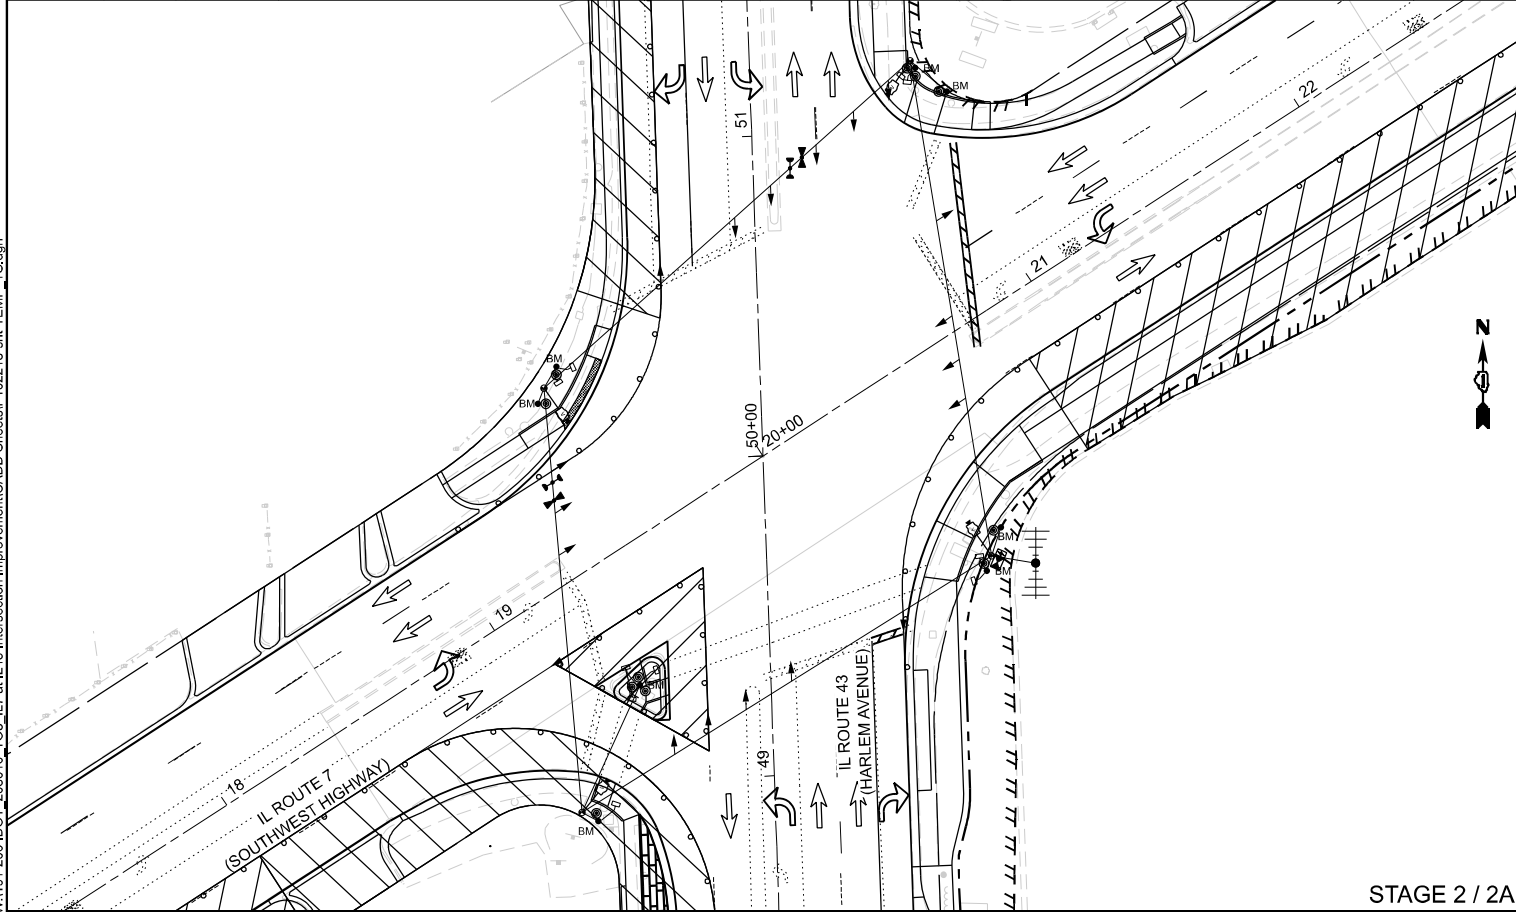 BM
BM
51
22
21
N
BM
BM
50+00
20+00
BM
BM
19
BM
IL ROUTE 43
(HARLEM AVENUE)
49
18
IL ROUTE 7
(SOUTHWEST HIGHWAY)
BM
STAGE 2 / 2A